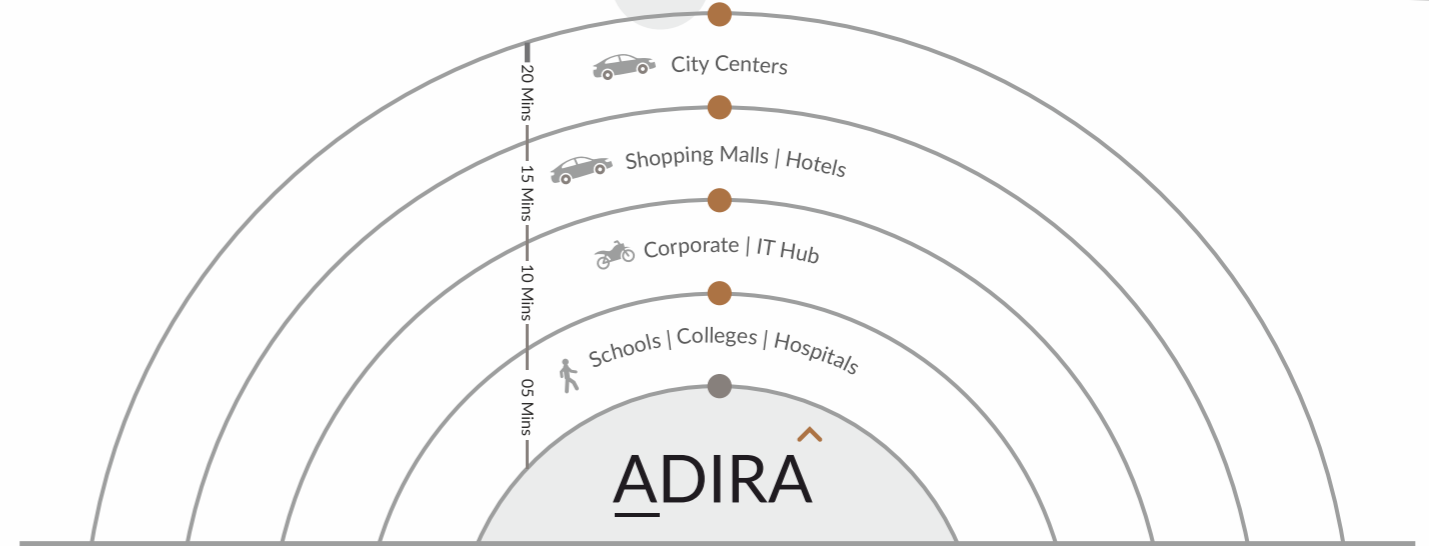 City Centers
20 Mins
Shopping Malls | Hotels
15 Mins
Corporate | IT Hub
10 Mins
Schools | Colleges | Hospitals
05 Mins
ADIRA